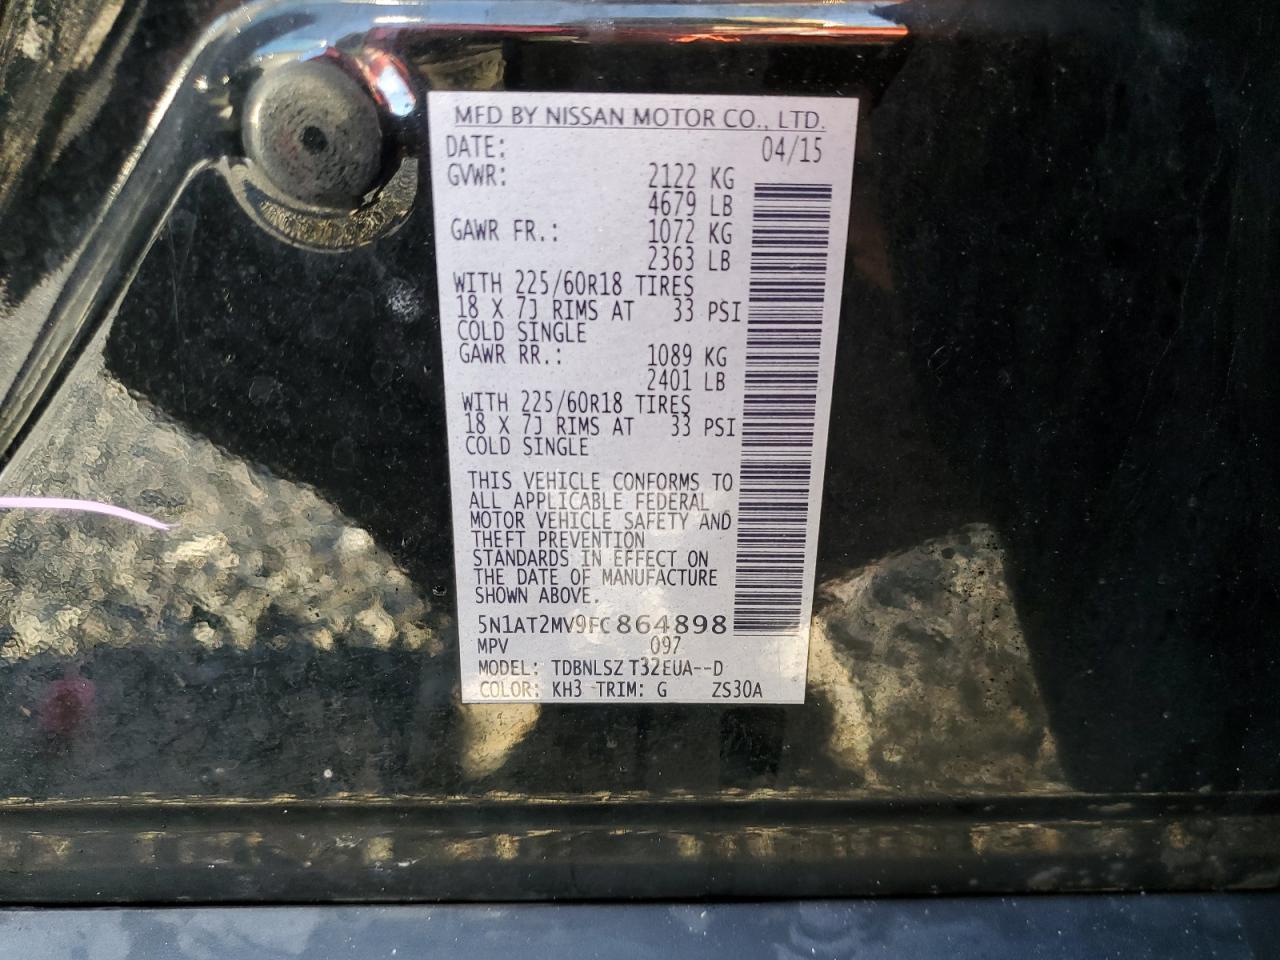 MFD BY NISSAN MOTOR CO., LTD.
DATE: 04/15
GVWR: 2122 KG
4679 LB
GAWR FR.: 1072 KG
2363 LB
WITH 225/60R18 TIRES
18 X 7J RIMS AT 33 PSI
COLD SINGLE
GAWR RR.: 1089 KG
2401 LB
WITH 225/60R18 TIRES
18 X 7J RIMS AT 33 PSI
COLD SINGLE
THIS VEHICLE CONFORMS TO
ALL APPLICABLE FEDERAL
MOTOR VEHICLE SAFETY AND
THEFT PREVENTION
STANDARDS IN EFFECT ON
THE DATE OF MANUFACTURE
SHOWN ABOVE.
5N1AT2MV9FC864898
MPV 097
MODEL: TDBNLSZ T32EUA--D
COLOR: KH3 TRIM: G ZS30A